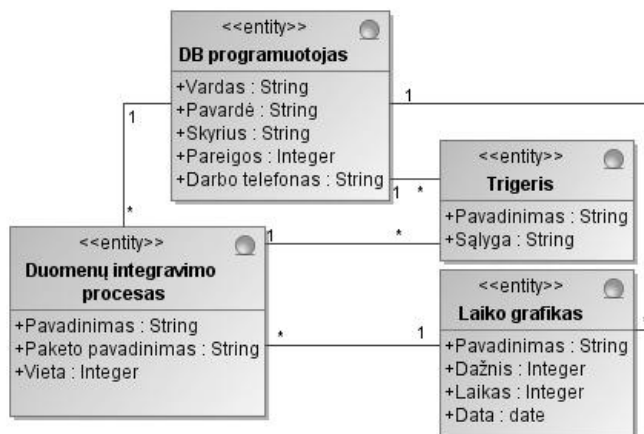 <<entity>>
DB programuotojas
+Vardas : String
+Pavardė : String
+Skyrius : String
+Pareigos : Integer
+Darbo telefonas : String
1
1
1
*
<<entity>>
Trigeris
+Pavadinimas : String
+Sąlyga : String
*
1
*
<<entity>>
Duomenų integravimo
procesas
+Pavadinimas : String
+Paketo pavadinimas : String
+Vieta : Integer
*
1
<<entity>>
Laiko grafikas
+Pavadinimas : String
+Dažnis : Integer
+Laikas : Integer
+Data : date